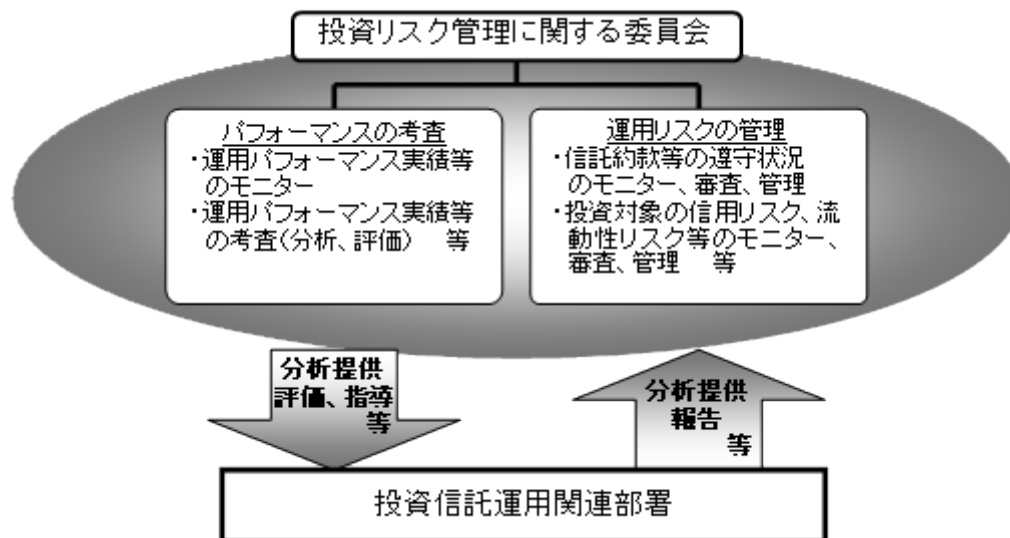 投資リスク管理に関する委員会
パフォーマンスの考査
・運用パフォーマンス実績等
のモニター
・運用パフォーマンス実績等
の考査(分析、評価) 等
運用リスクの管理
・信託約款等の遵守状況
のモニター、審査、管理
・投資対象の信用リスク、流
動性リスク等のモニター、
審査、管理 等
分析提供
評価、指導
等
分析提供
報告
等
投資信託運用関連部署